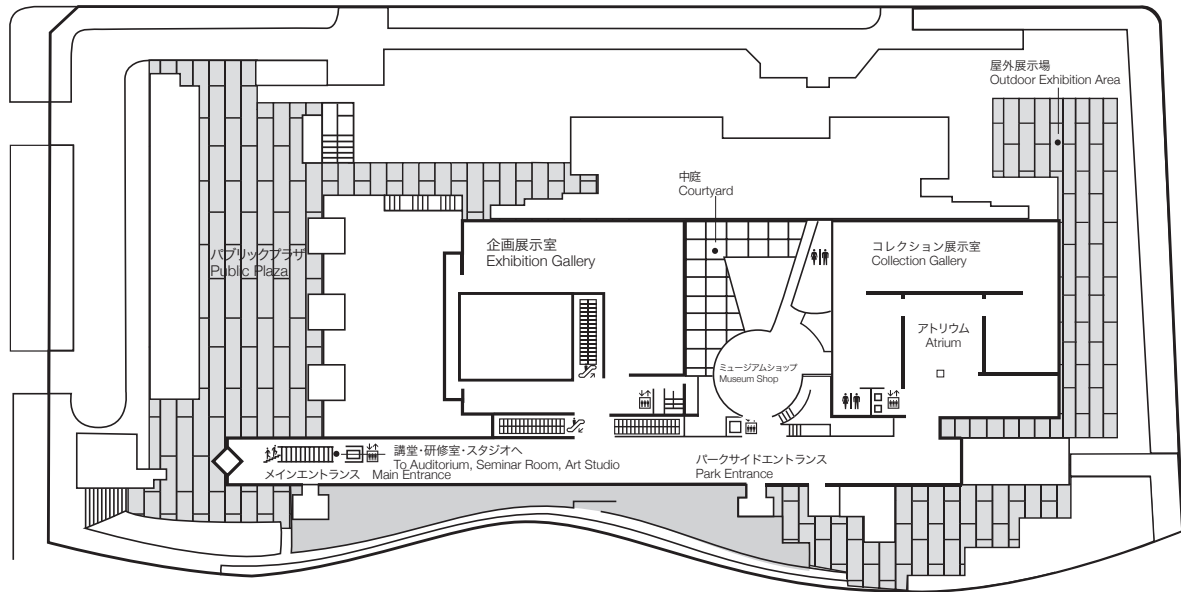 屋外展示場
Outdoor Exhibition Area
中庭
Courtyard
パブリックプラザ
Public Plaza
企画展示室
Exhibition Gallery
コレクション展示室
Collection Gallery
アトリウム
Atrium
ミュージアムショップ
Museum Shop
講堂・研修室・スタジオへ
To Auditorium, Seminar Room, Art Studio
メインエントランス Main Entrance
パークサイドエントランス
Park Entrance